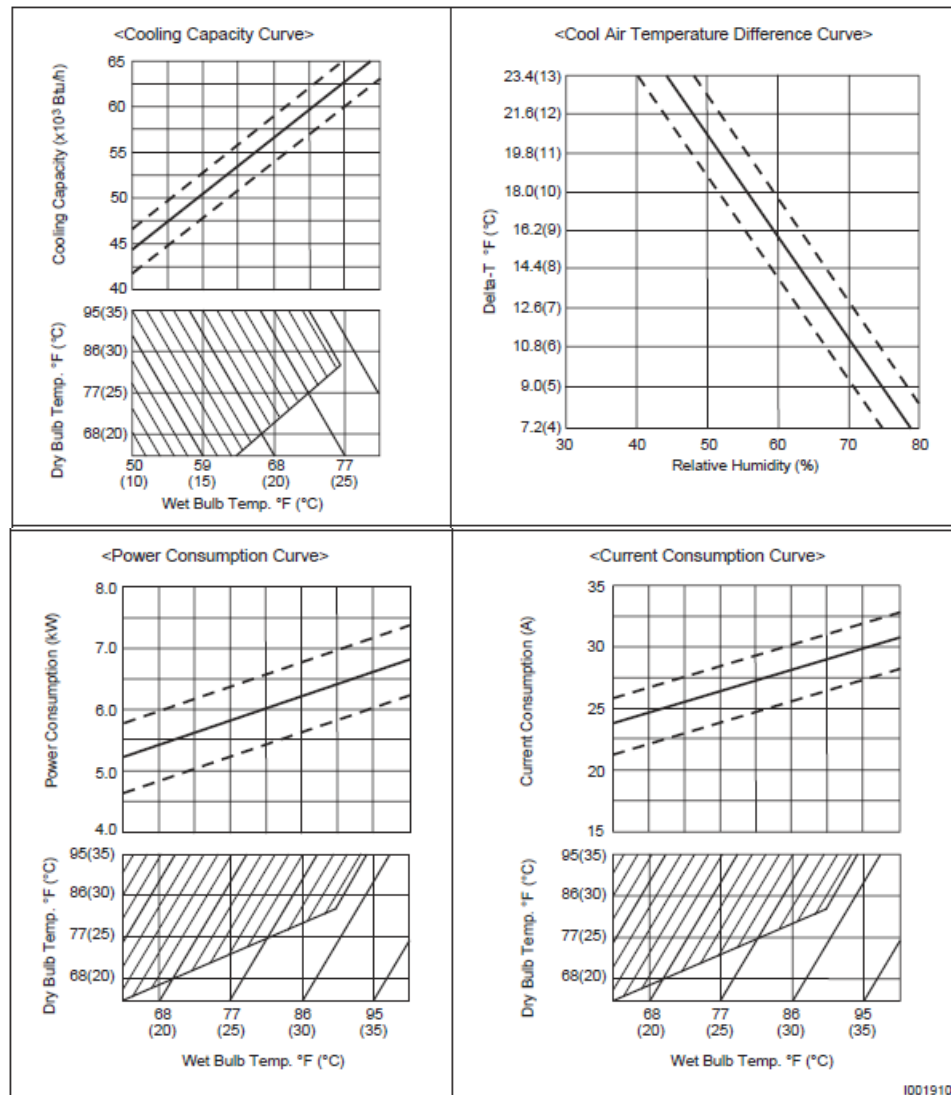 <Cooling Capacity Curve>
Cooling Capacity (x10³ Btu/h)
65
60
55
50
45
40
Dry Bulb Temp. °F (°C)
95(35)
86(30)
77(25)
68(20)
50 59 68 77
(10) (15) (20) (25)
Wet Bulb Temp. °F (°C)
<Cool Air Temperature Difference Curve>
Delta-T °F (°C)
23.4(13)
21.6(12)
19.8(11)
18.0(10)
16.2(9)
14.4(8)
12.6(7)
10.8(6)
9.0(5)
7.2(4)
30 40 50 60 70 80
Relative Humidity (%)
<Power Consumption Curve>
Power Consumption (kW)
8.0
7.0
6.0
5.0
4.0
Dry Bulb Temp. °F (°C)
95(35)
86(30)
77(25)
68(20)
68 77 86 95
(20) (25) (30) (35)
Wet Bulb Temp. °F (°C)
<Current Consumption Curve>
Current Consumption (A)
35
30
25
20
15
Dry Bulb Temp. °F (°C)
95(35)
86(30)
77(25)
68(20)
68 77 86 95
(20) (25) (30) (35)
Wet Bulb Temp. °F (°C)
I001910